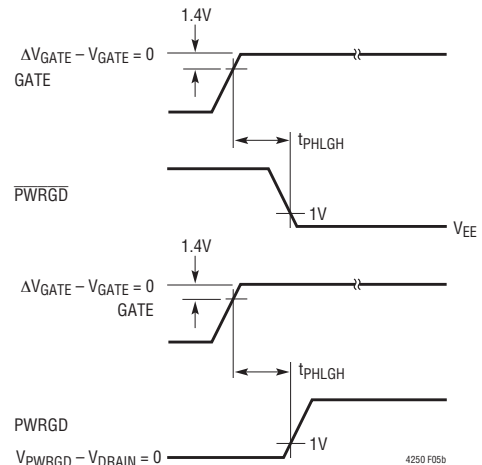 1.4V
ΔVGATE – VGATE = 0
GATE
tPHLGH
PWRGD
1V
VEE
1.4V
ΔVGATE – VGATE = 0
GATE
tPHLGH
PWRGD
1V
VPWRGD – VDRAIN = 0
4250 F05b